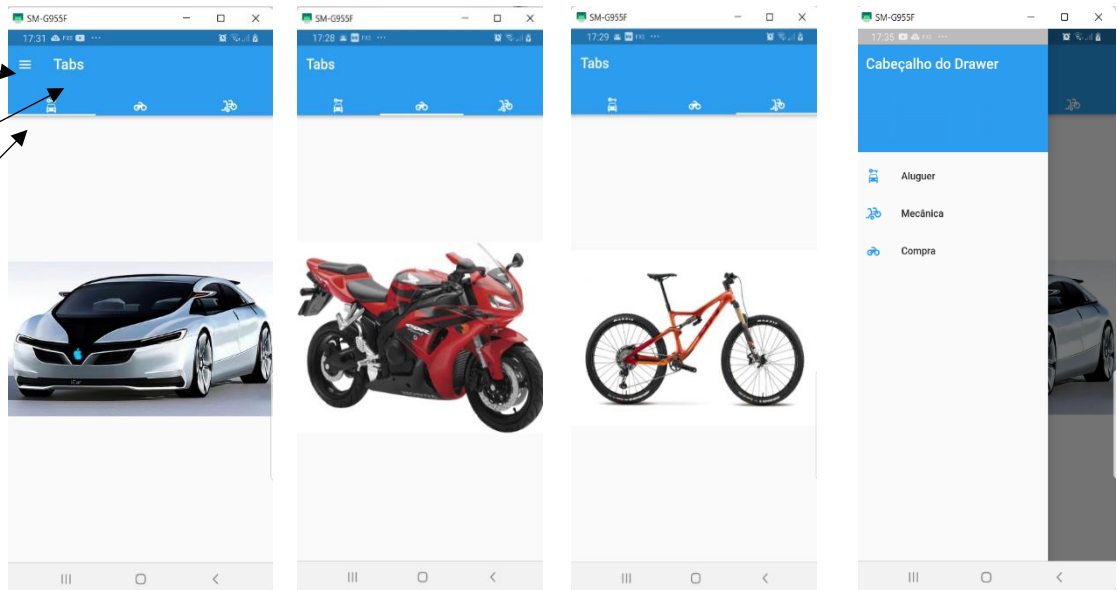 SM-G955F
17:31
Tabs
iCar
SM-G955F
17:28
Tabs
SM-G955F
17:29
Tabs
SM-G955F
17:35
Cabeçalho do Drawer
Aluguer
Mecânica
Compra